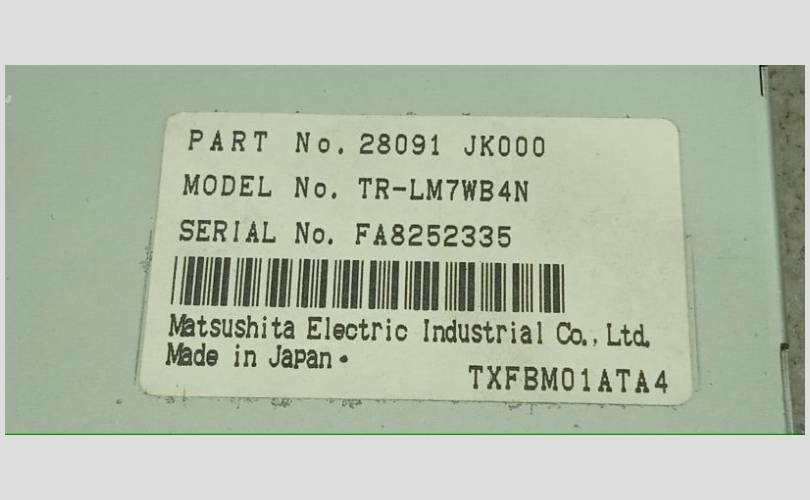 PART No. 28091 JK000
MODEL No. TR-LM7WB4N
SERIAL No. FA8252335
Matsushita Electric Industrial Co., Ltd.
Made in Japan•
TXFBM01ATA4